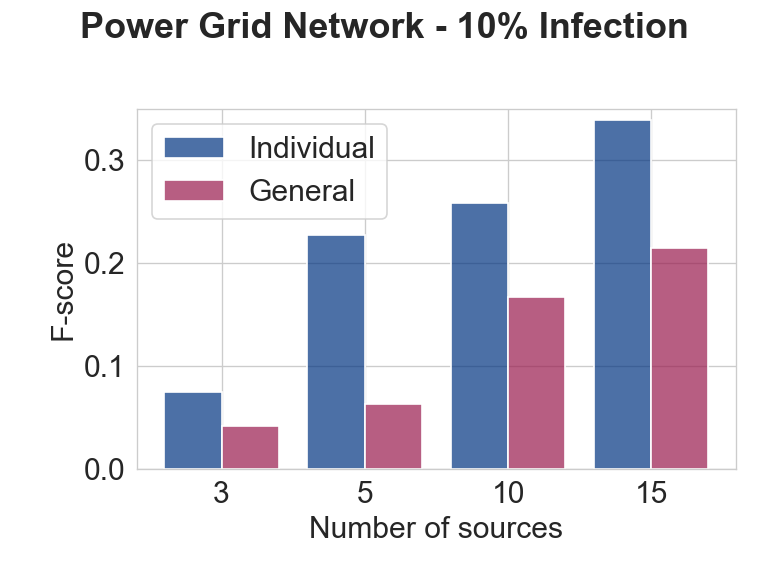 Power Grid Network - 10% Infection
Individual
General
F-score
0.3
0.2
0.1
0.0
3 5 10 15
Number of sources